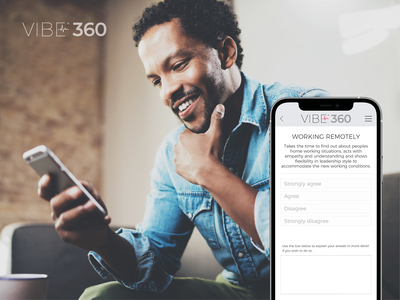 VIBE 360
VIBE 360
WORKING REMOTELY
Takes the time to find out about peoples
home working situations, acts with
empathy and understanding and shows
flexibility in leadership style to
accommodate the new working conditions.
Strongly agree
Agree
Disagree
Strongly disagree
Use the box below to explain your answer in more detail
if you wish to do so.